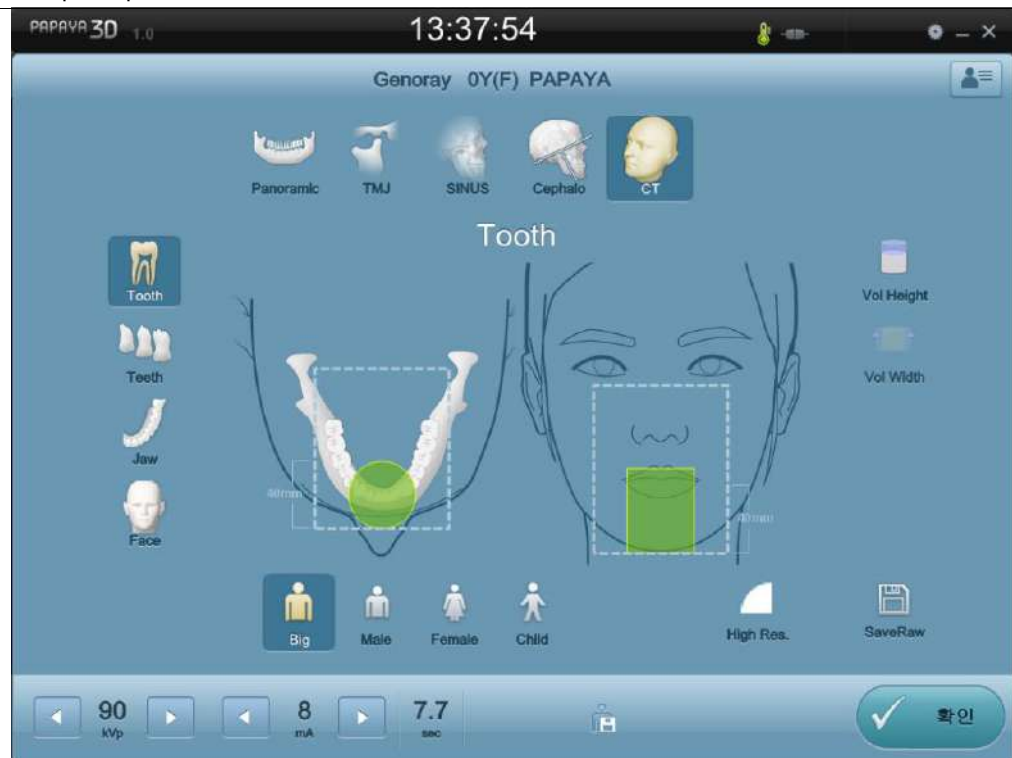 PAPAYA 3D 1.0 13:37:54
Genoray 0Y(F) PAPAYA
Panoramic TMJ SINUS Cephalo CT
Tooth
Tooth
Teeth
Jaw
Face
Vol Height
Vol Width
40mm
40mm
Big Male Female Child
High Res.
SaveRaw
90 kVp
8 mA
7.7 sec
확인